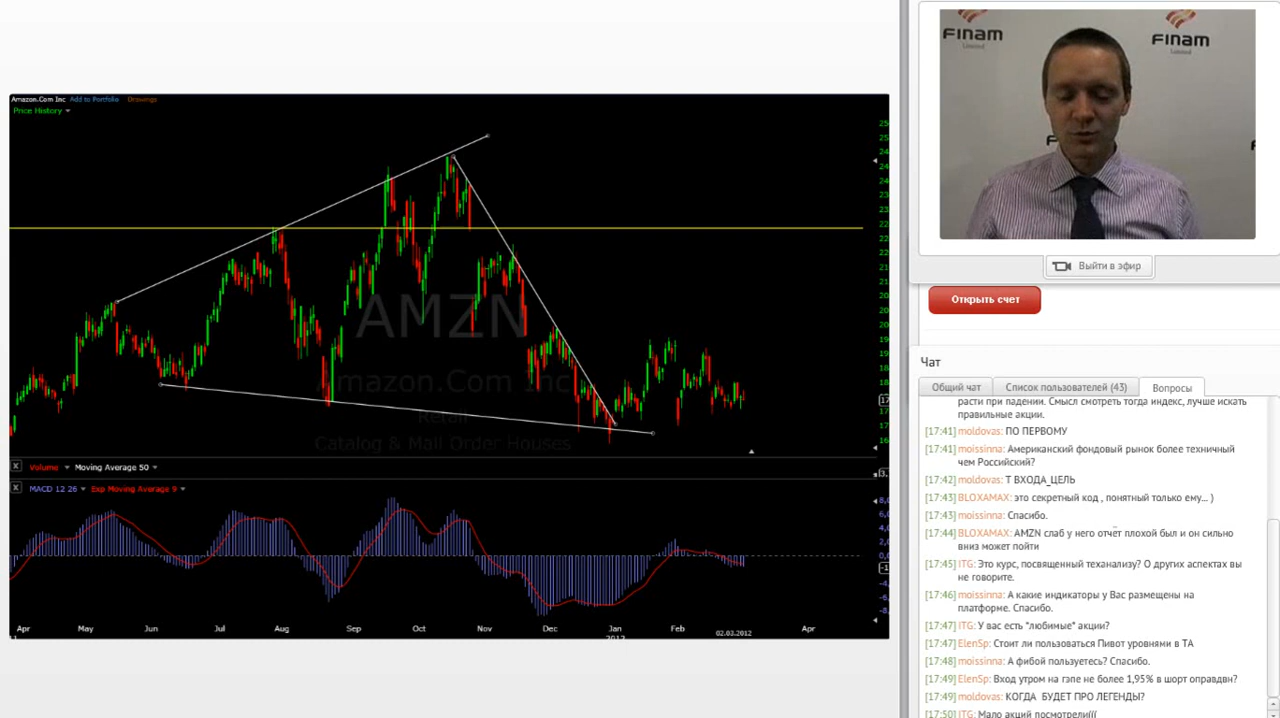 Amazon.Com Inc Add to Portfolio Drawings
Price History
AMZN
Amazon.Com Inc
Retail
Catalog & Mall Order Houses
Volume Moving Average 50
MACD 12 26 Exp Moving Average 9
Apr May Jun Jul Aug Sep Oct Nov Dec Jan Feb 02.03.2012 Apr
FINAM
Limited
FINAM
Limited
Выйти в эфир
Открыть счет
Чат
Общий чат Список пользователей (43) Вопросы
расти при падении. Смысл смотреть тогда индекс, лучше искать
правильные акции.
[17:41] moldovas: ПО ПЕРВОМУ
[17:41] moissinna: Американский фондовый рынок более техничный
чем Российский?
[17:42] moldovas: Т ВХОДА_ЦЕЛЬ
[17:43] BLOXAMAX: это секретный код , понятный только ему... )
[17:43] moissinna: Спасибо.
[17:44] BLOXAMAX: AMZN слаб у него отчёт плохой был и он сильно
вниз может пойти
[17:45] ITG: Это курс, посвященный теханализу? О других аспектах вы
не говорите.
[17:46] moissinna: А какие индикаторы у Вас размещены на
платформе. Спасибо.
[17:47] ITG: У вас есть "любимые" акции?
[17:47] ElenSp: Стоит ли пользоваться Пивот уровнями в ТА
[17:48] moissinna: А фибой пользуетесь? Спасибо.
[17:49] ElenSp: Вход утром на гэпе не более 1,95% в шорт оправдвн?
[17:49] moldovas: КОГДА БУДЕТ ПРО ЛЕГЕНДЫ?
[17:50] ITG: Мало акций посмотрели(((